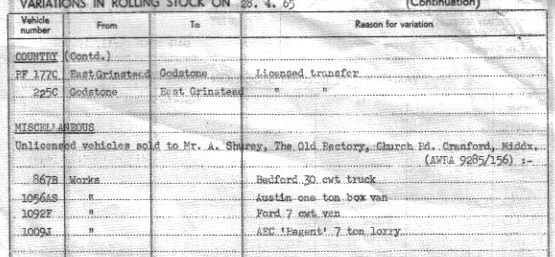 VARIATIONS IN ROLLING STOCK ON 28. 4. 65 (Continuation)
Vehicle number From To Reason for variation
COUNTRY (Contd.)
RF 177C East Grinstead Godstone Licensed transfer
225C Godstone East Grinstead " "
MISCELLANEOUS
Unlicensed vehicles sold to Mr. A. Shurey, The Old Rectory, Church Rd. Cranford, Middx.
(AWTA 9285/156) :-
867B Works Bedford 30 cwt truck
1056AS " Austin one ton box van
1092F " Ford 7 cwt van
1009J " AEC 'Regent' 7 ton lorry